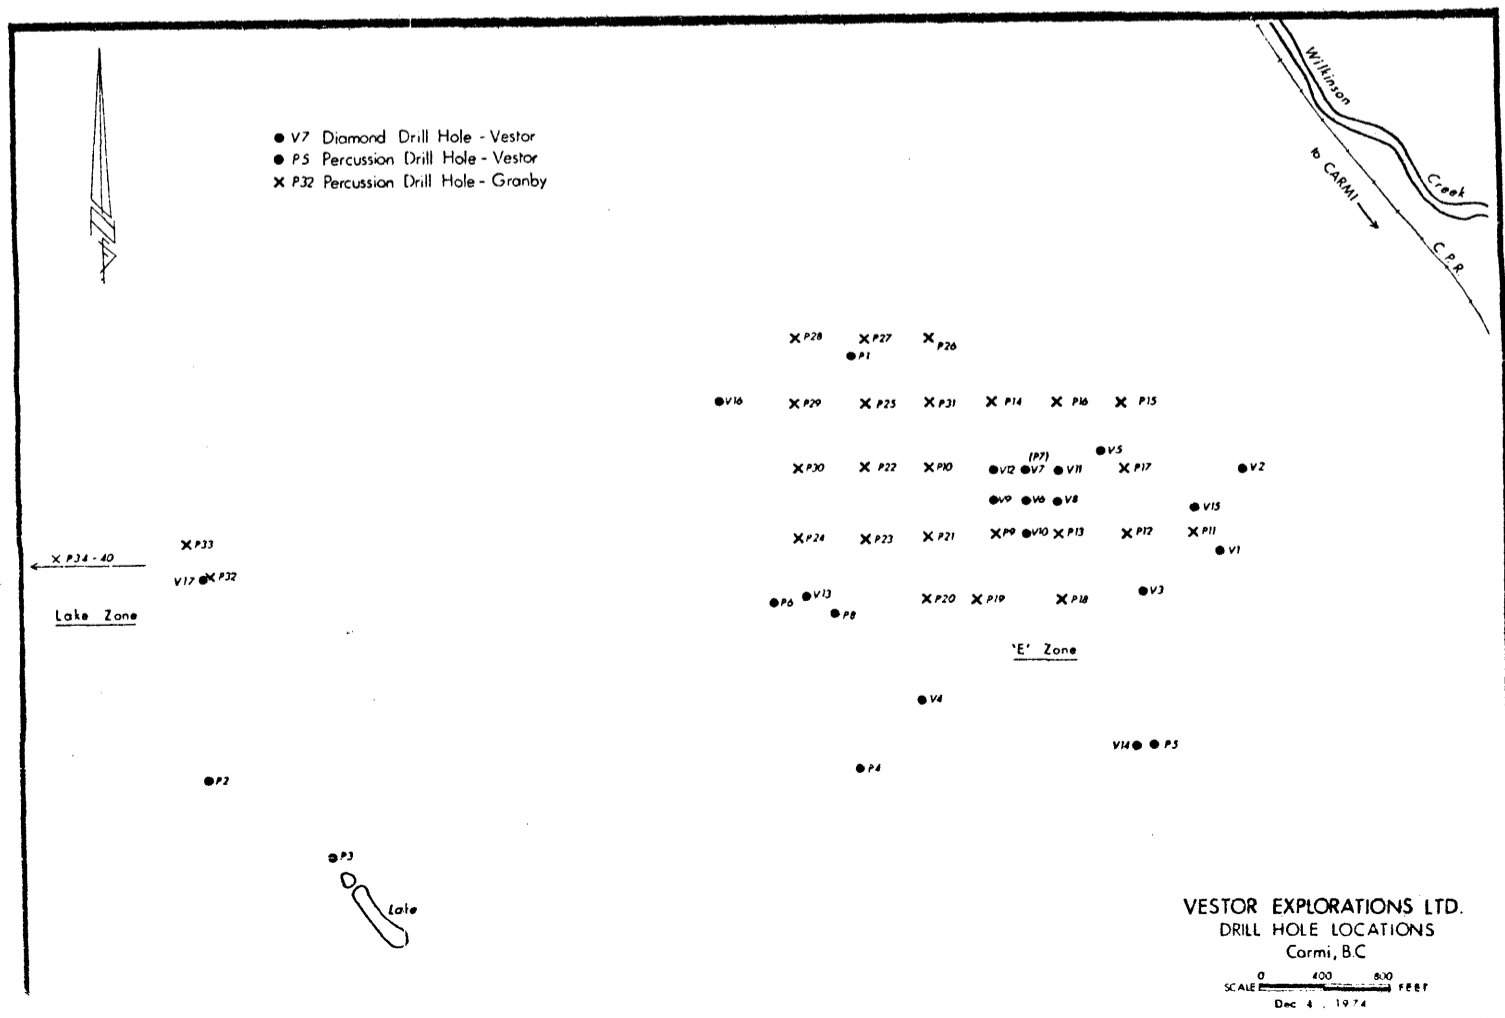 Wilkinson
Creek
to CARMI
C.P.R.
N
V7 Diamond Drill Hole - Vestor
P5 Percussion Drill Hole - Vestor
P32 Percussion Drill Hole - Granby
P28 P27 P26
P1
V16 P29 P25 P31 P14 P16 P15
V5
(P7)
P30 P22 P10 V12 V7 V11 P17 V2
V9 V6 V8 V15
P24 P23 P21 P9 V10 P13 P12 P11
V1
P33
P34-40
V17 P32
Lake Zone
P6 V13 P8 P20 P19 P18 V3
'E' Zone
V4
V14 P5
P4
P2
P3
Lake
VESTOR EXPLORATIONS LTD.
DRILL HOLE LOCATIONS
Carmi, B.C
0 400 800
SCALE FEET
Dec 4, 1974